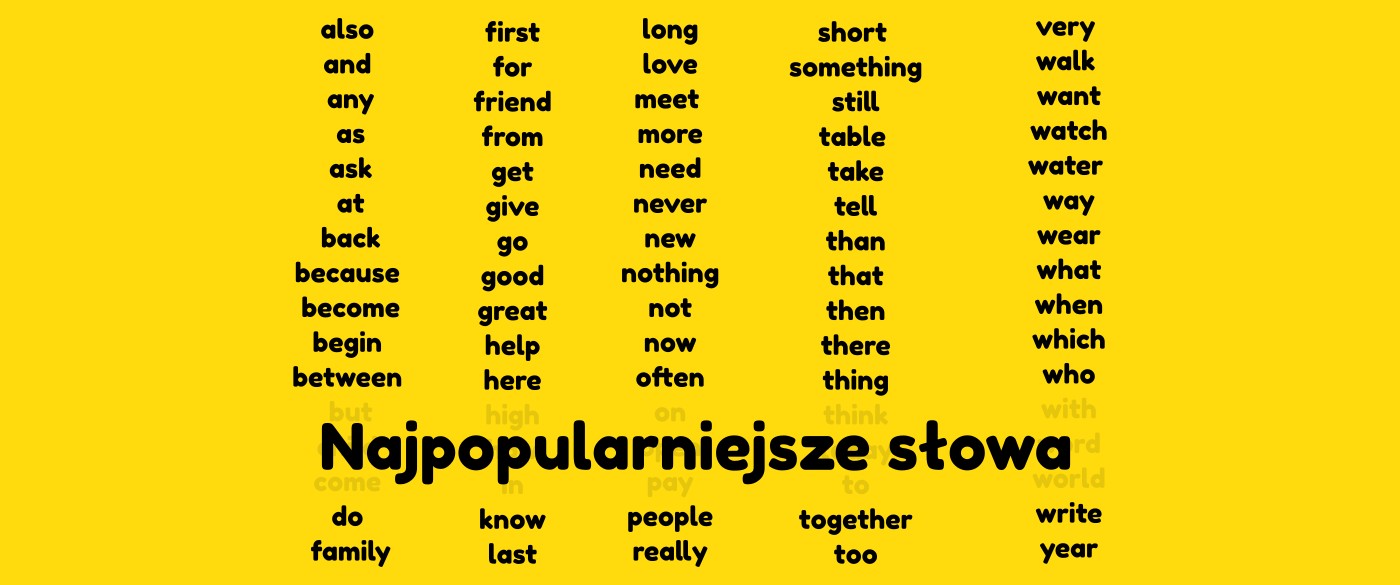 also
and
any
as
ask
at
back
because
become
begin
between
but
come
do
family
first
for
friend
from
get
give
go
good
great
help
here
high
in
know
last
long
love
meet
more
need
never
new
nothing
not
now
often
on
pay
people
really
short
something
still
table
take
tell
than
that
then
there
thing
think
to
together
too
very
walk
want
watch
water
way
wear
what
when
which
who
with
world
write
year
Najpopularniejsze słowa